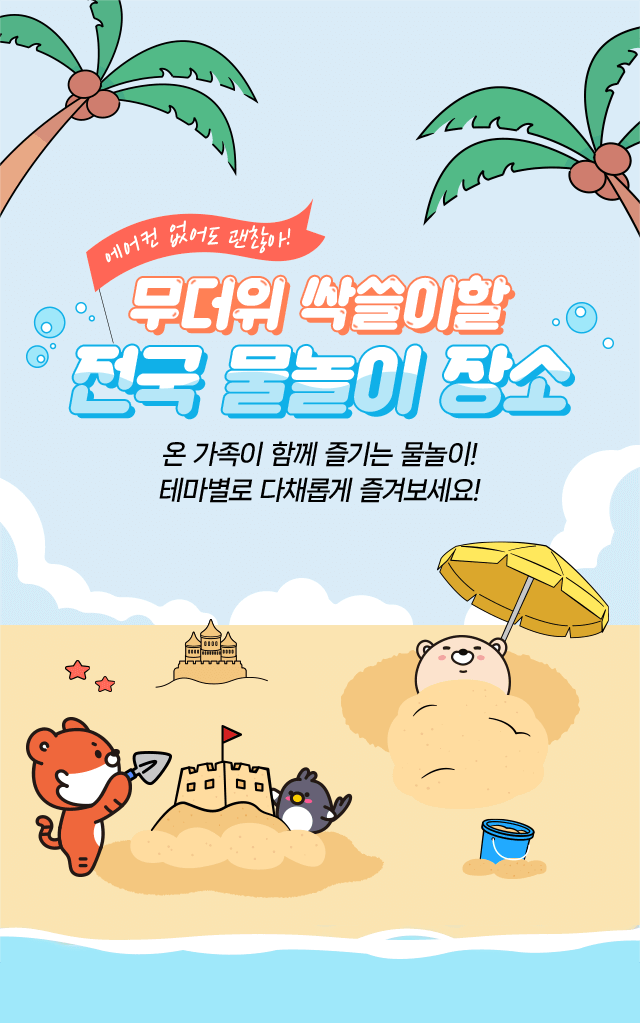 에어컨 없어도 괜찮아!
무더위 싹쓸이할
전국 물놀이 장소
온 가족이 함께 즐기는 물놀이!
테마별로 다채롭게 즐겨보세요!